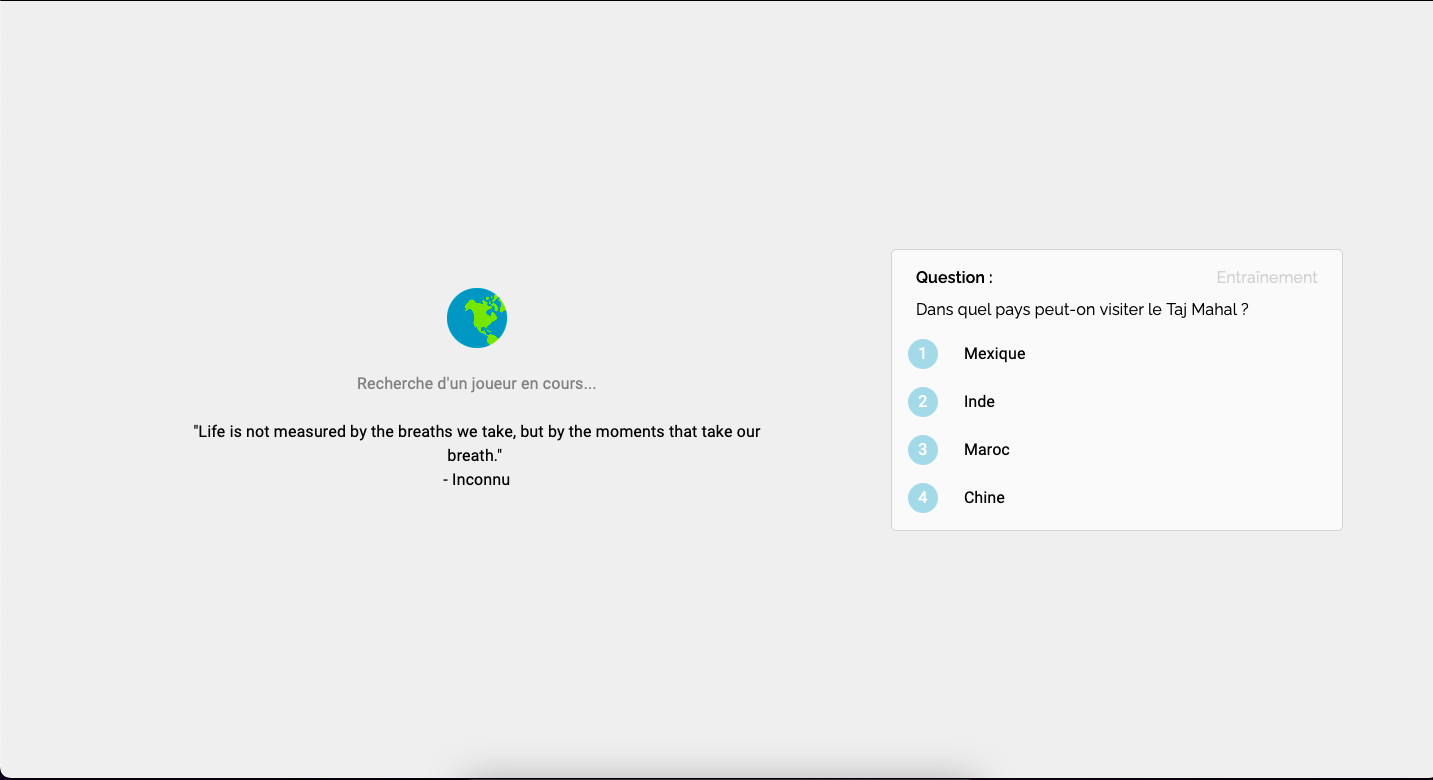 Recherche d'un joueur en cours...
"Life is not measured by the breaths we take, but by the moments that take our
breath."
- Inconnu
Question :
Entraînement
Dans quel pays peut-on visiter le Taj Mahal ?
1 Mexique
2 Inde
3 Maroc
4 Chine